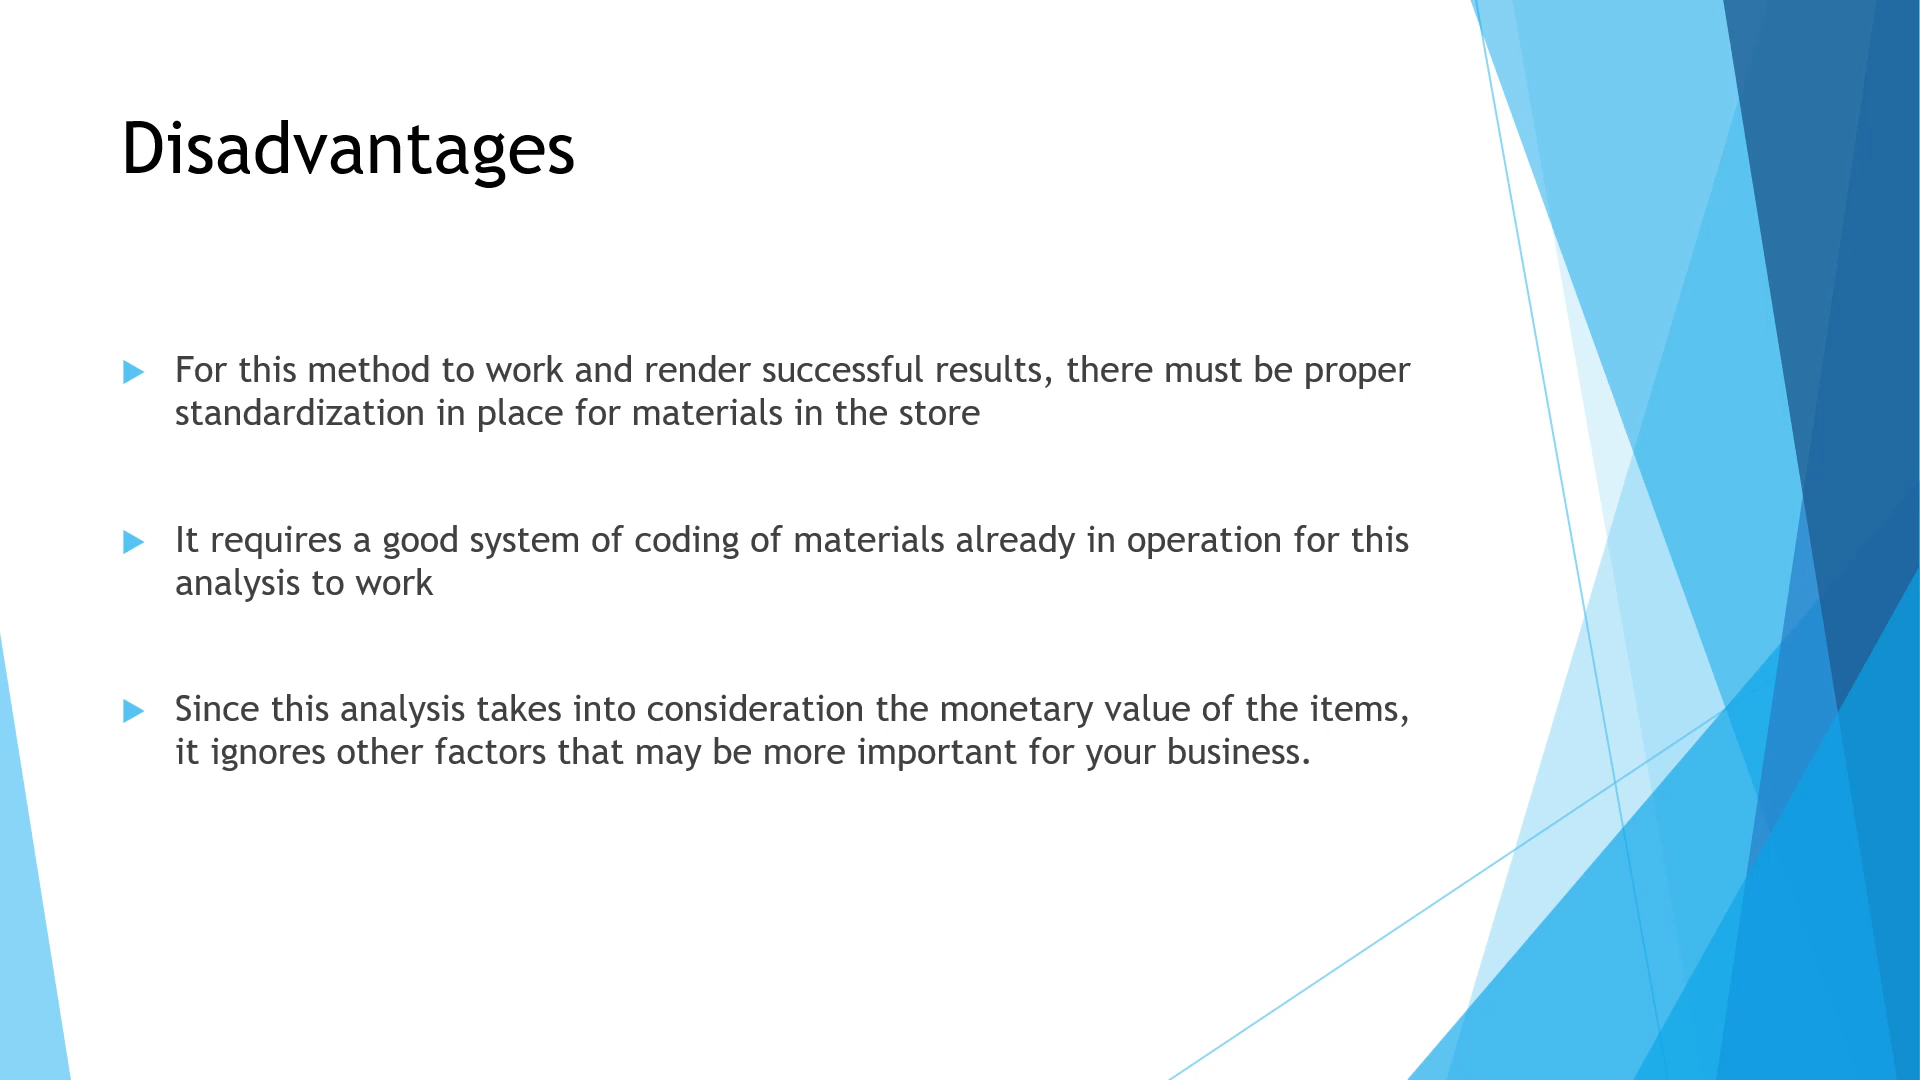 Disadvantages
For this method to work and render successful results, there must be proper
standardization in place for materials in the store
It requires a good system of coding of materials already in operation for this
analysis to work
Since this analysis takes into consideration the monetary value of the items,
it ignores other factors that may be more important for your business.